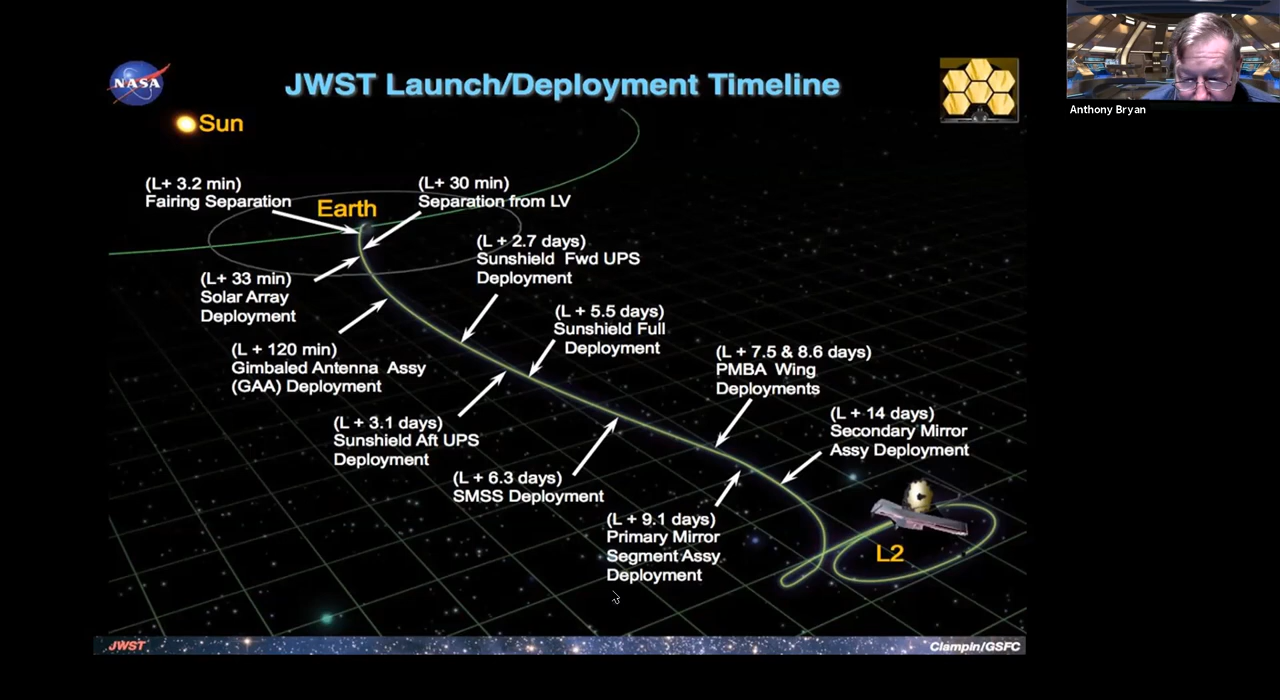 NASA
JWST Launch/Deployment Timeline
Anthony Bryan
Sun
(L+ 3.2 min)
Fairing Separation
Earth
(L+ 30 min)
Separation from LV
(L + 2.7 days)
Sunshield Fwd UPS
Deployment
(L+ 33 min)
Solar Array
Deployment
(L + 5.5 days)
Sunshield Full
Deployment
(L + 120 min)
Gimbaled Antenna Assy
(GAA) Deployment
(L + 7.5 & 8.6 days)
PMBA Wing
Deployments
(L + 3.1 days)
Sunshield Aft UPS
Deployment
(L + 14 days)
Secondary Mirror
Assy Deployment
(L + 6.3 days)
SMSS Deployment
(L + 9.1 days)
Primary Mirror
Segment Assy
Deployment
L2
JWST
Clampin/GSFC